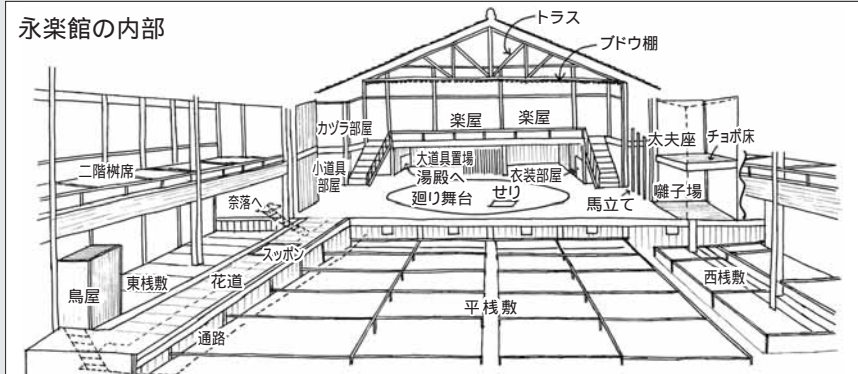 永楽館の内部
トラス
ブドウ棚
カヅラ部屋
楽屋
楽屋
太夫座
チョボ床
二階桝席
小道具
部屋
大道具置場
湯殿へ
衣装部屋
廻り舞台
せり
馬立て
囃子場
奈落へ
スッポン
鳥屋
東桟敷
花道
西桟敷
平桟敷
通路